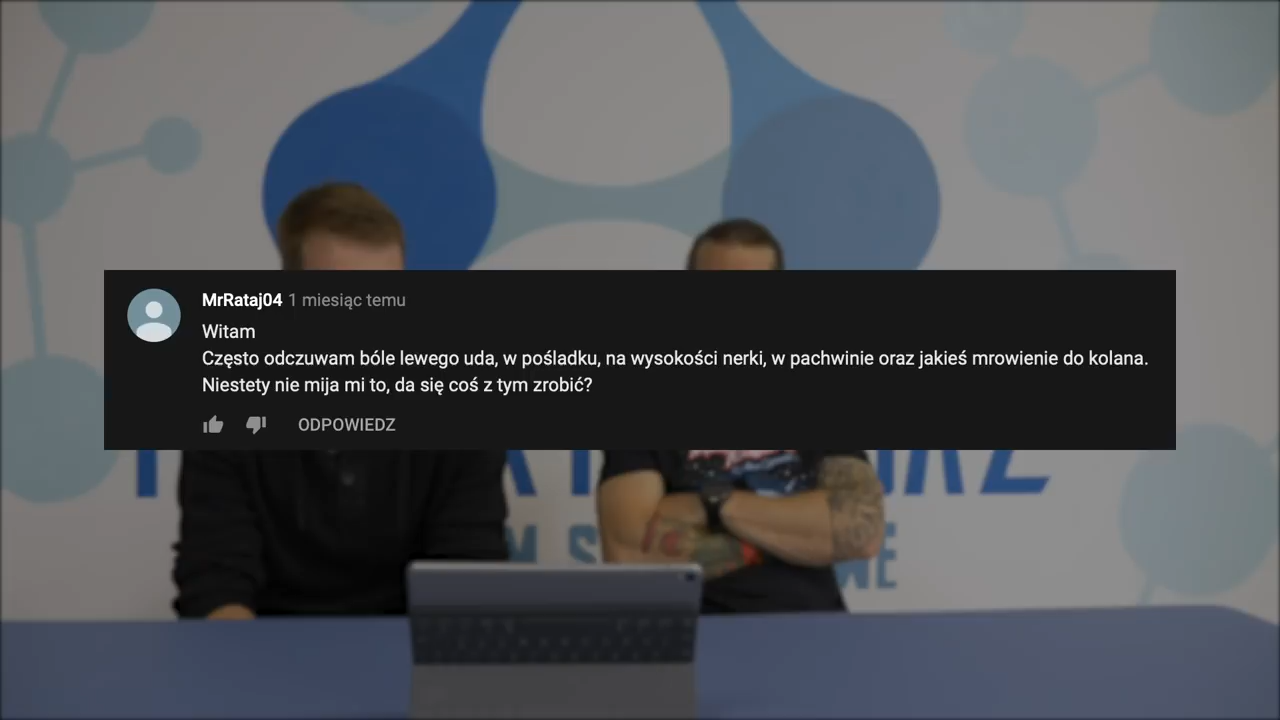 MrRataj04 1 miesiąc temu
Witam
Często odczuwam bóle lewego uda, w pośladku, na wysokości nerki, w pachwinie oraz jakieś mrowienie do kolana.
Niestety nie mija mi to, da się coś z tym zrobić?
ODPOWIEDZ